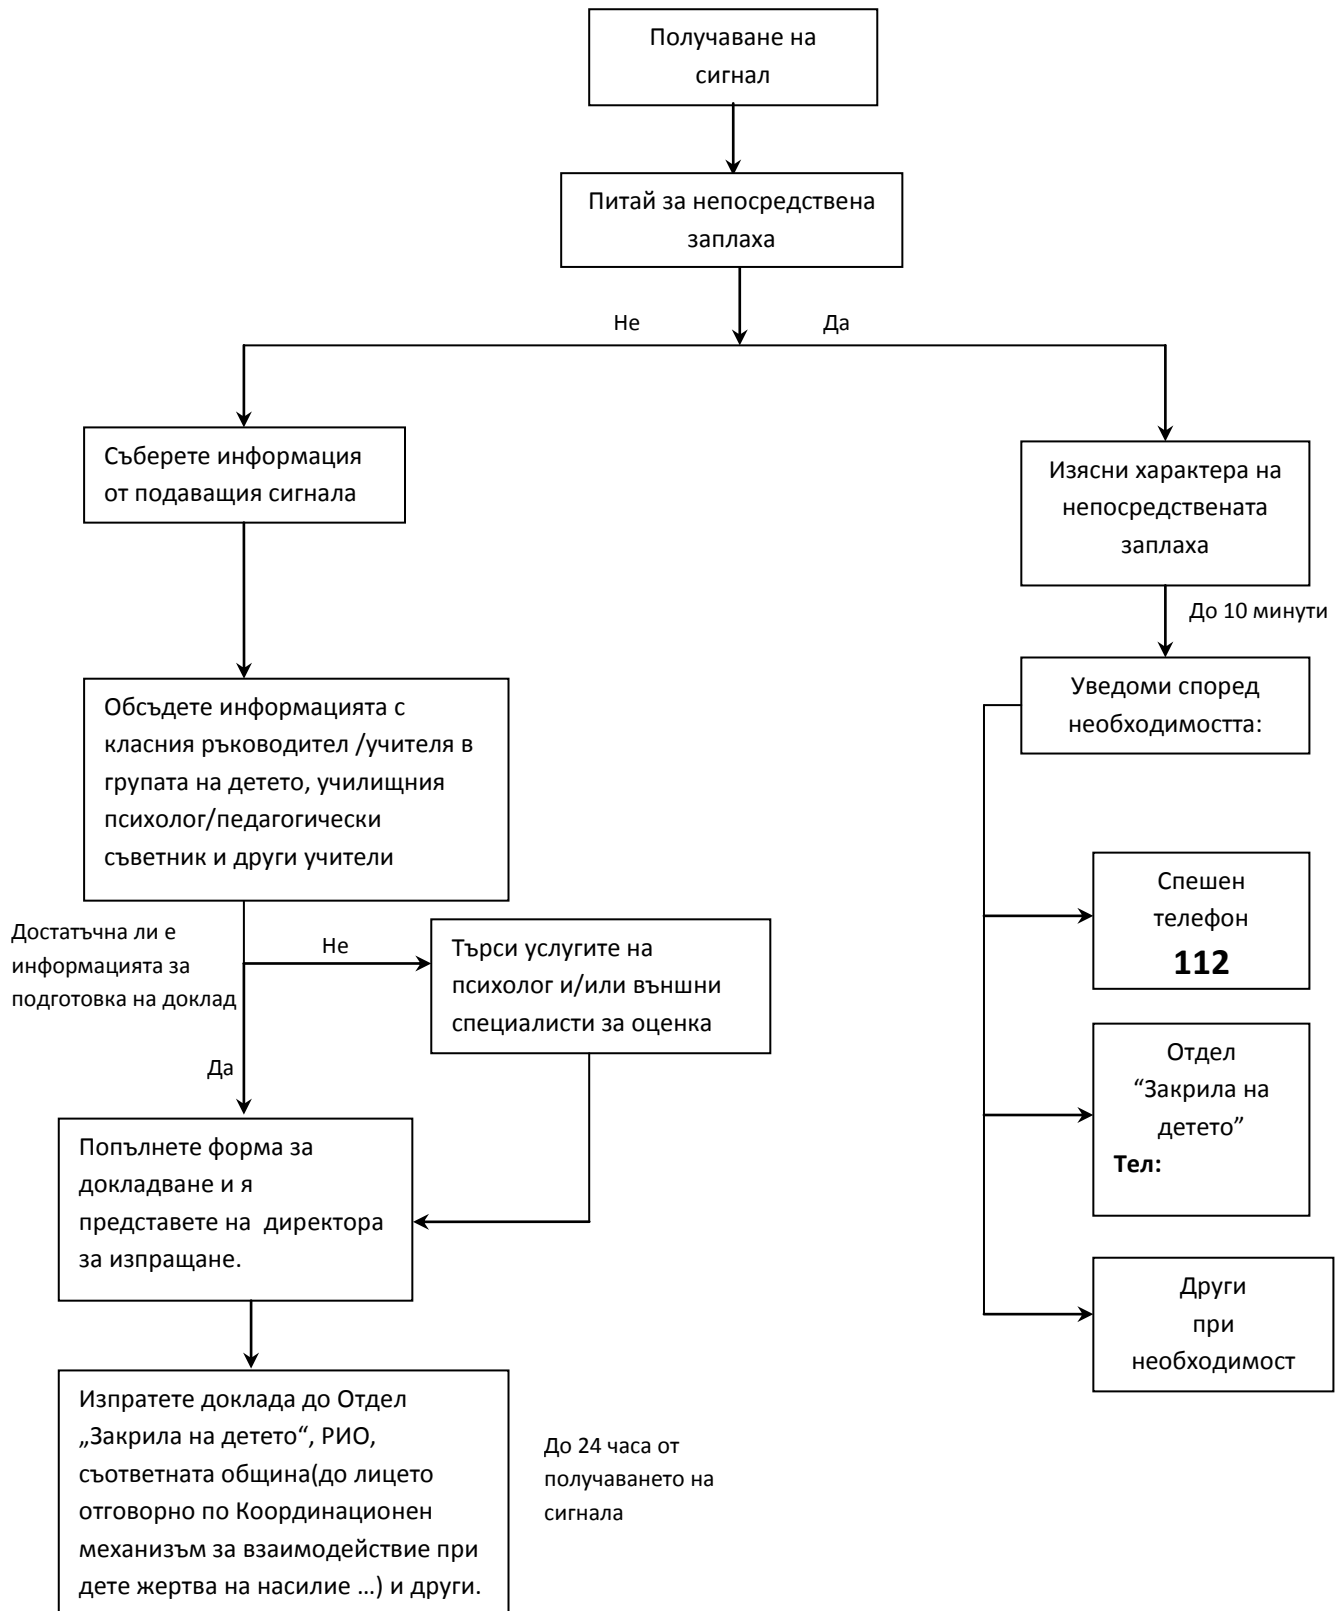 Получаване на
сигнал
Питай за непосредствена
заплаха
Не
Да
Съберете информация
от подаващия сигнала
Изясни характера на
непосредствената
заплаха
До 10 минути
Уведоми според
необходимостта:
Обсъдете информацията с
класния ръководител /учителя в
групата на детето, училищния
психолог/педагогически
съветник и други учители
Спешен
телефон
112
Достатъчна ли е
информацията за
подготовка на доклад
Не
Търси услугите на
психолог и/или външни
специалисти за оценка
Да
Отдел
“Закрила на
детето”
Тел:
Попълнете форма за
докладване и я
представете на  директора
за изпращане.
Други
при
необходимост
Изпратете доклада до Отдел
„Закрила на детето“, РИО,
съответната община(до лицето
отговорно по Координационен
механизъм за взаимодействие при
дете жертва на насилие …) и други.
До 24 часа от
получаването на
сигнала